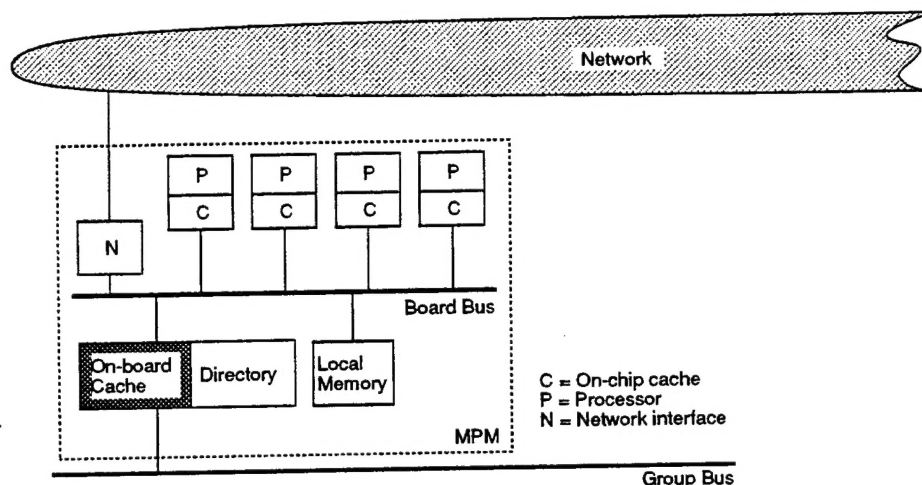 Network
P P P P
C C C C
N
Board Bus
On-board
Cache
Directory
Local
Memory
C = On-chip cache
P = Processor
N = Network interface
MPM
Group Bus